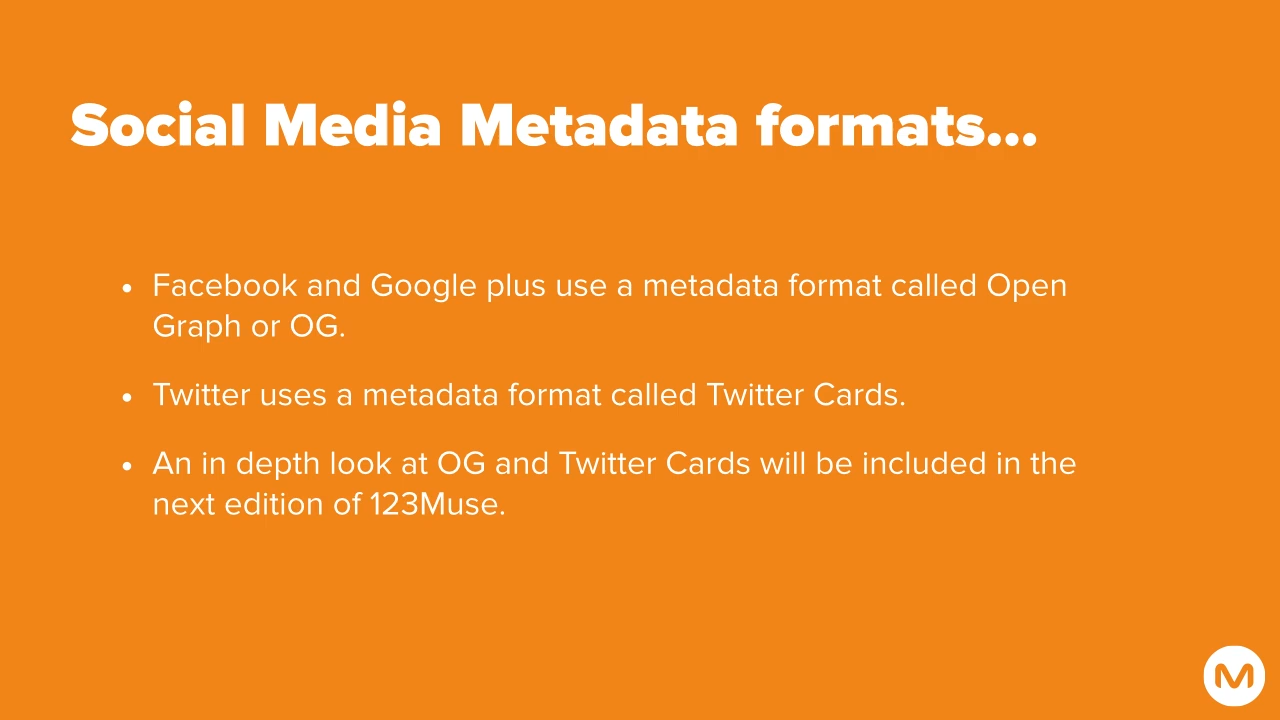 Social Media Metadata formats...
• Facebook and Google plus use a metadata format called Open
Graph or OG.
• Twitter uses a metadata format called Twitter Cards.
• An in depth look at OG and Twitter Cards will be included in the
next edition of 123Muse.
M